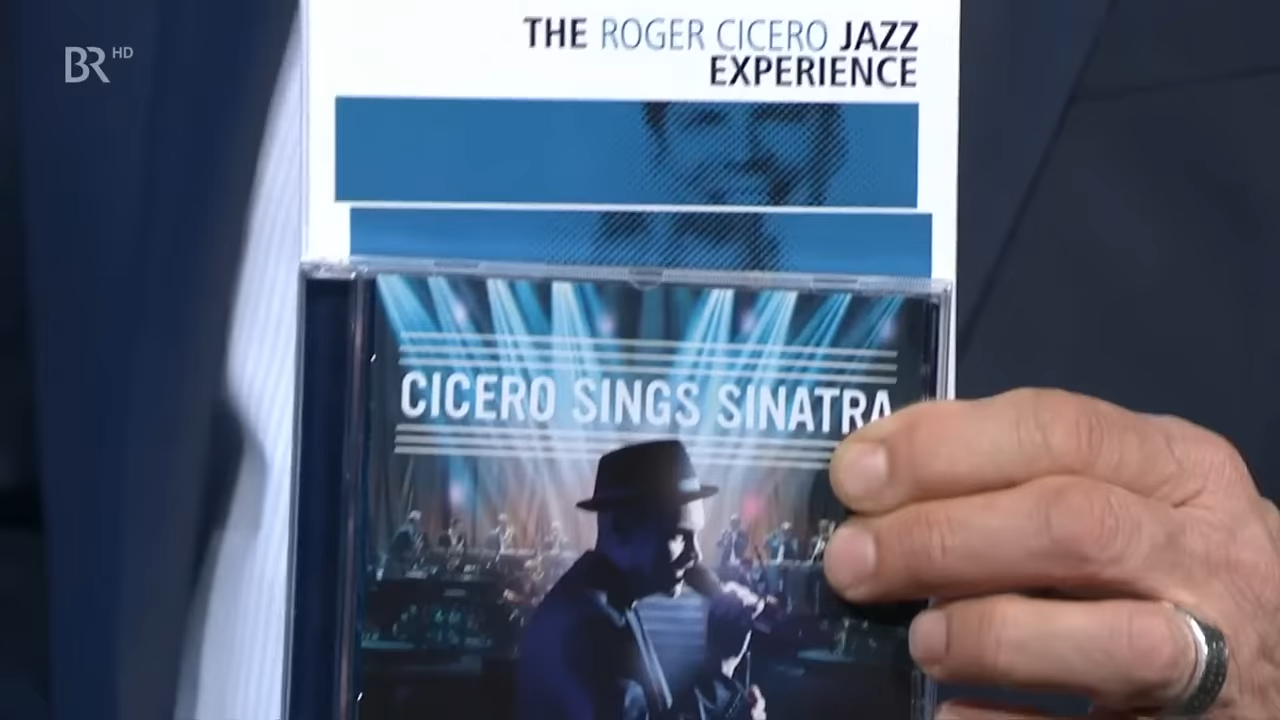 BR HD
THE ROGER CICERO JAZZ
EXPERIENCE
CICERO SINGS SINATRA